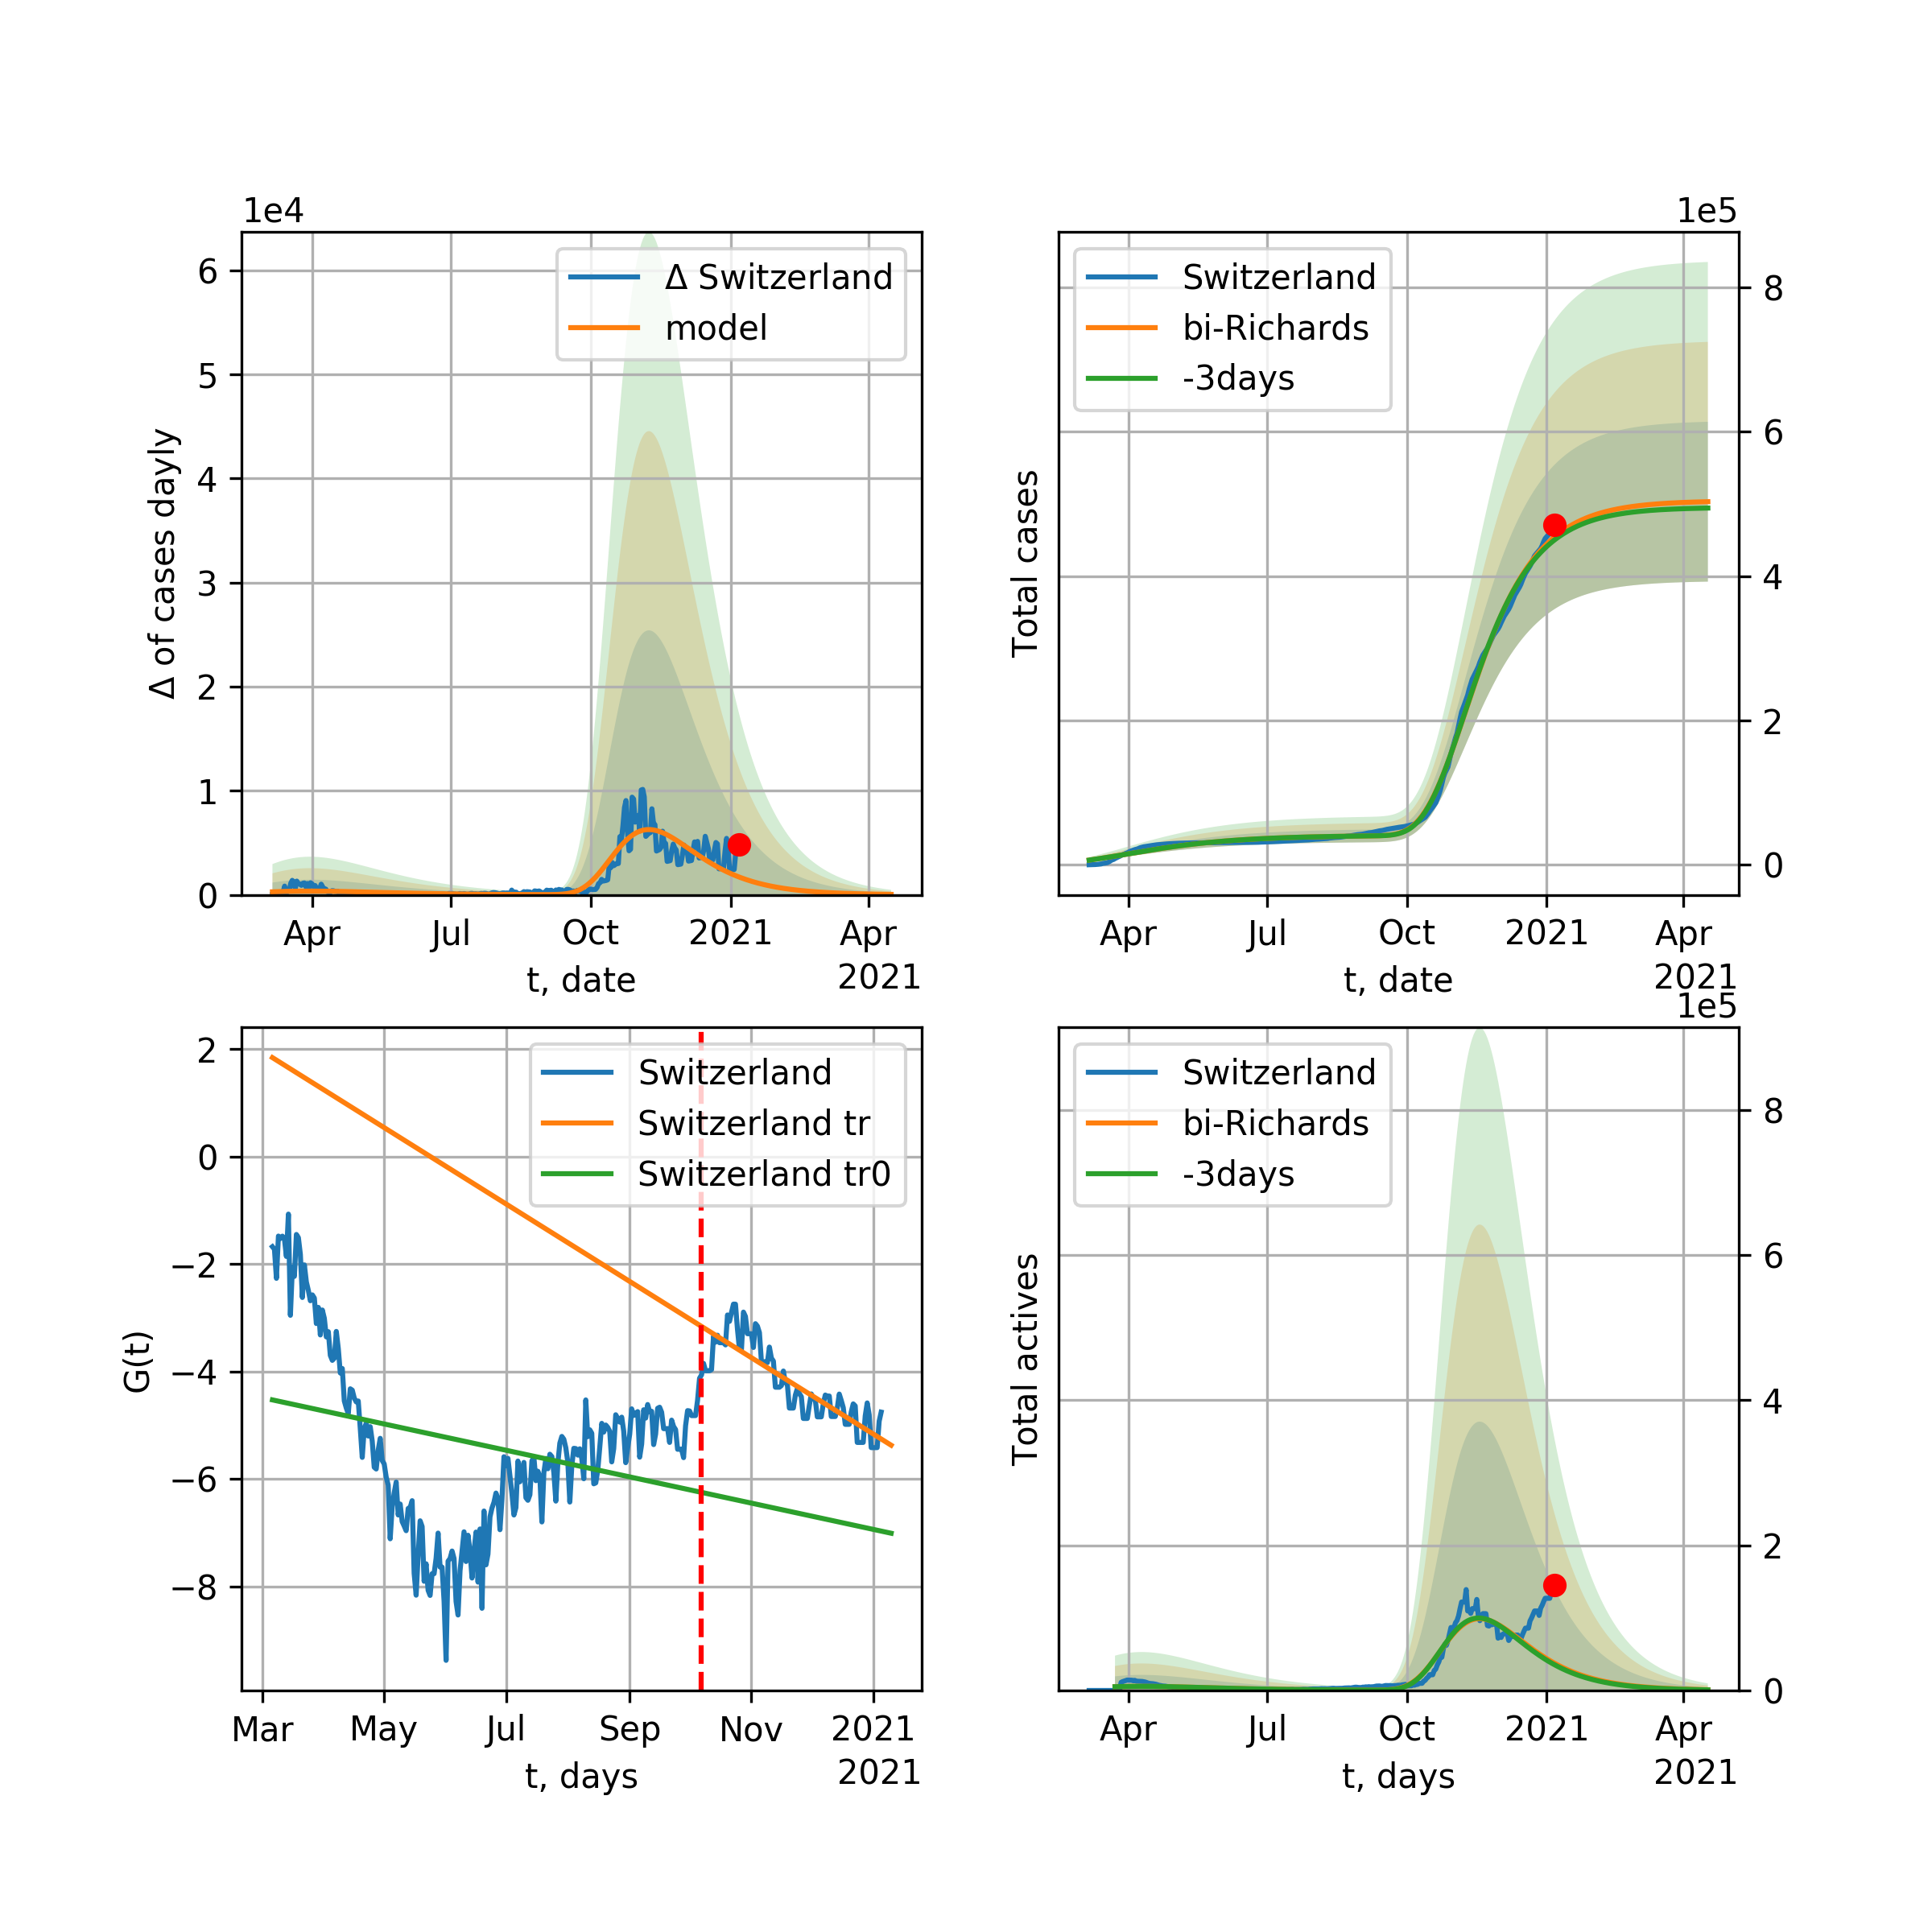 1e4
Δ of cases dayly
6
5
4
3
2
1
0
Δ Switzerland
model
Apr
Jul
Oct
2021
Apr
2021
t, date
1e5
Total cases
8
6
4
2
0
Switzerland
bi-Richards
-3days
Apr
Jul
Oct
2021
Apr
2021
t, date
G(t)
2
0
−2
−4
−6
−8
Switzerland
Switzerland tr
Switzerland tr0
Mar
May
Jul
Sep
Nov
2021
2021
t, days
1e5
Total actives
8
6
4
2
0
Switzerland
bi-Richards
-3days
Apr
Jul
Oct
2021
Apr
2021
t, days